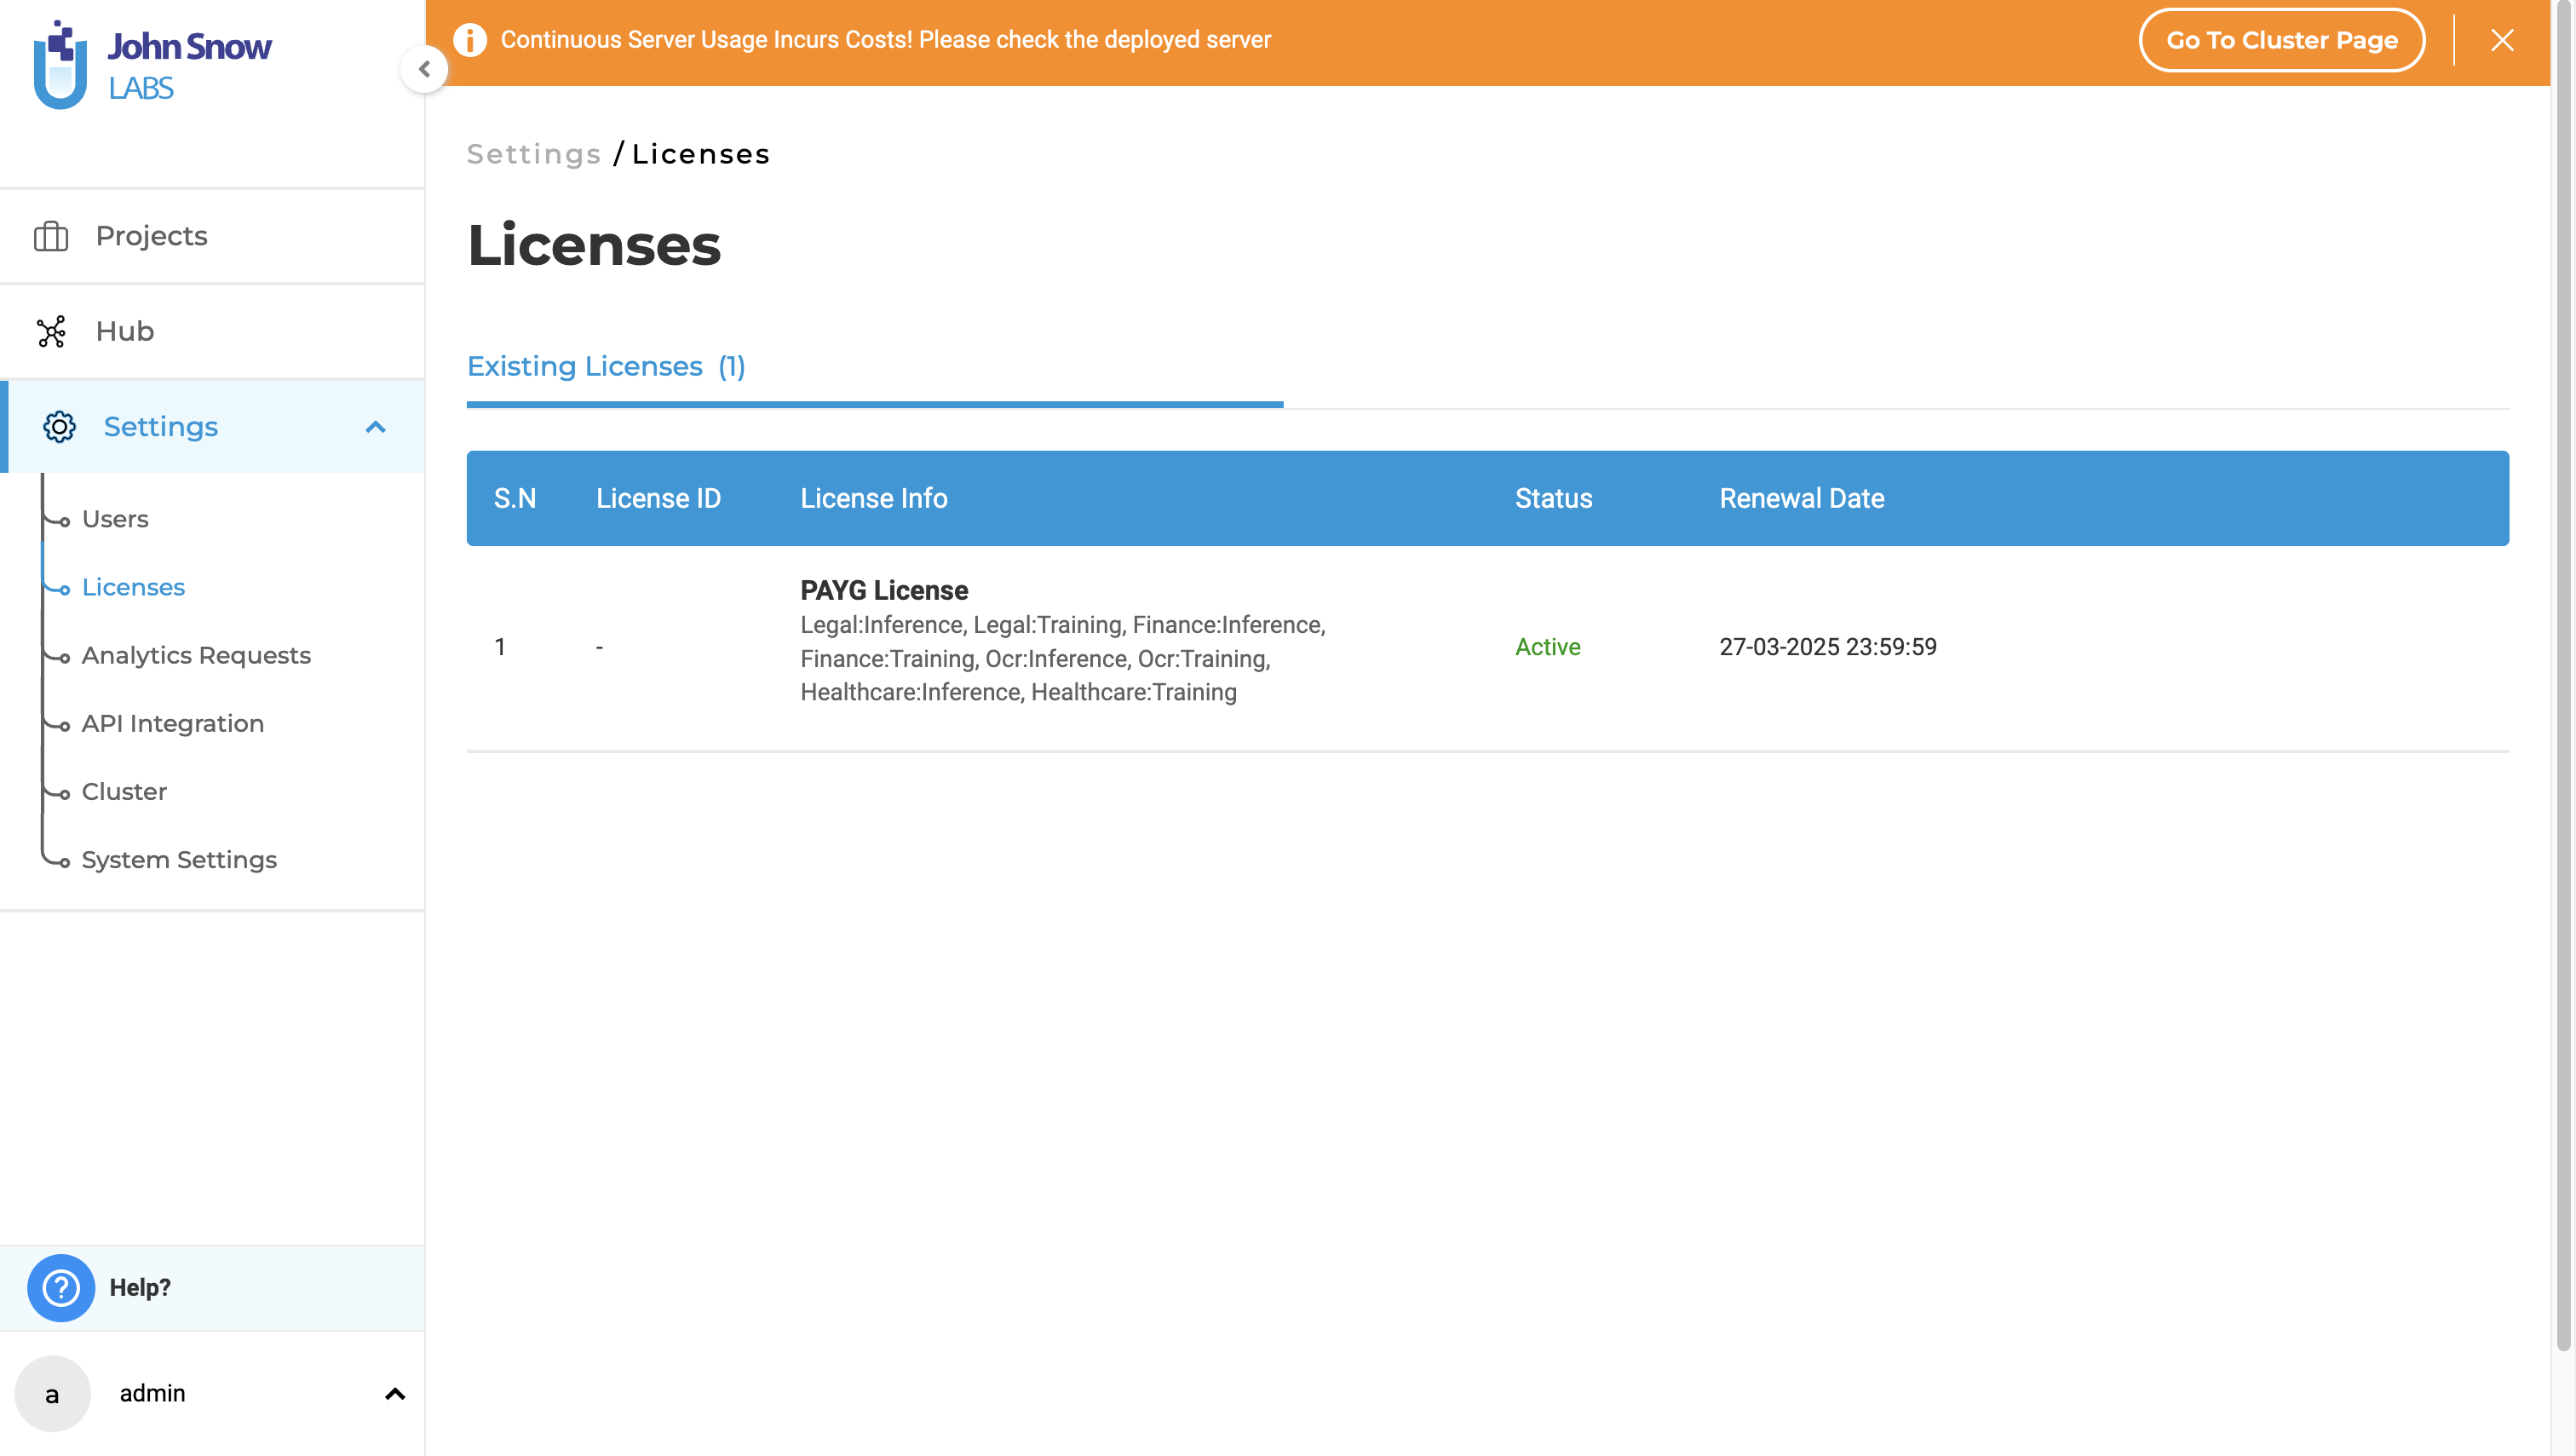 John Snow
LABS
Continuous Server Usage Incurs Costs! Please check the deployed server
Go To Cluster Page
Projects
Hub
Settings
Users
Licenses
Analytics Requests
API Integration
Cluster
System Settings
Help?
a
admin
Settings / Licenses
Licenses
Existing Licenses (1)
S.N License ID License Info Status Renewal Date
1 - PAYG License Active 27-03-2025 23:59:59
Legal:Inference, Legal:Training, Finance:Inference,
Finance:Training, Ocr:Inference, Ocr:Training,
Healthcare:Inference, Healthcare:Training